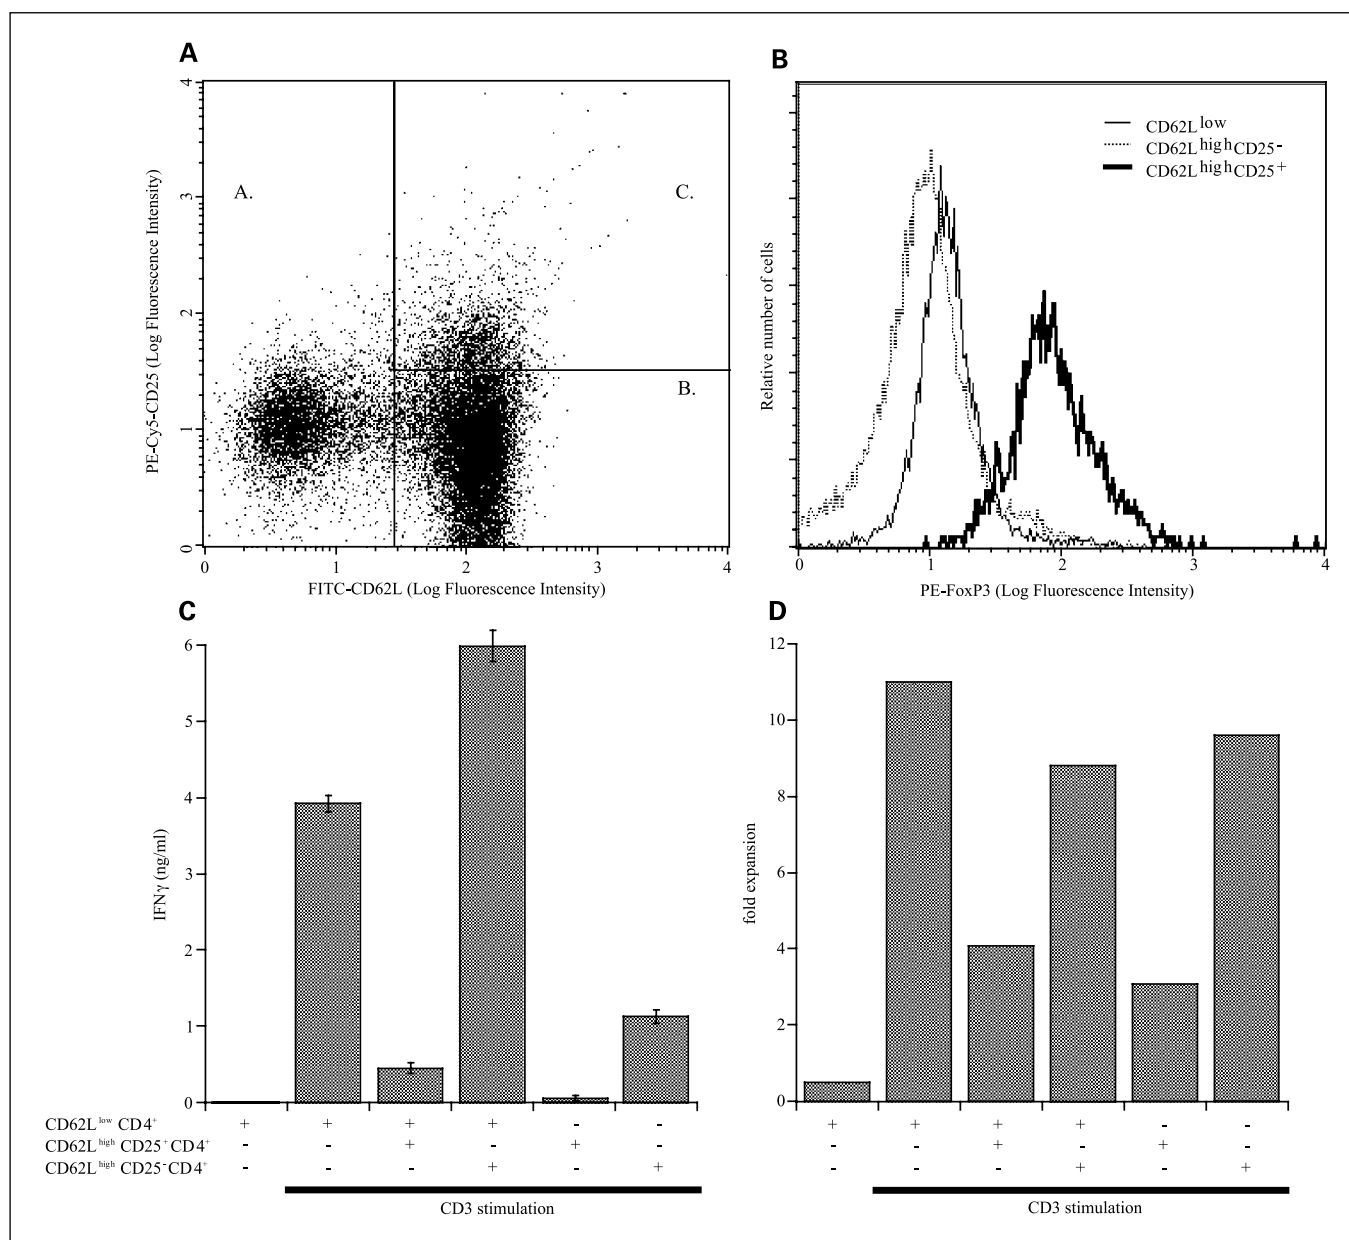 A
B
4
3
2
1
0
PE-Cy5-CD25 (Log Fluorescence Intensity)
A.
C.
B.
0 1 2 3 4
FITC-CD62L (Log Fluorescence Intensity)
Relative number of cells
CD62L low
CD62L high CD25 -
CD62L high CD25 +
0 1 2 3 4
PE-FoxP3 (Log Fluorescence Intensity)
C
D
6
5
4
3
2
1
0
IFNγ (ng/ml)
12
10
8
6
4
2
0
fold expansion
CD62L low CD4+ + + + + - - + + + + - -
CD62L high CD25+CD4+ - - + - + - - - + - + -
CD62L high CD25-CD4+ - - - + - + - - - + - +
CD3 stimulation
CD3 stimulation